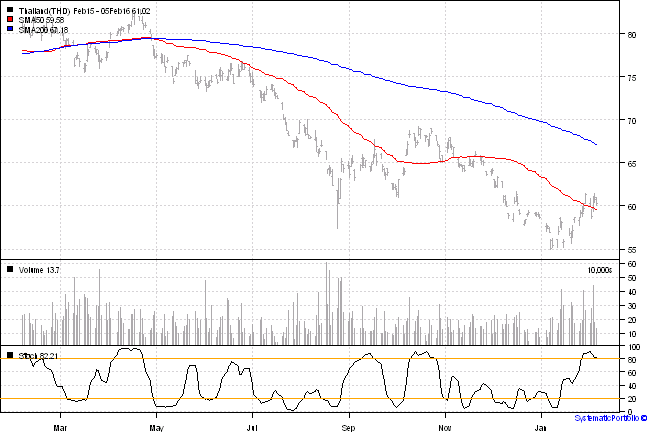 Thailand(THD) Feb15 - 05Feb16 61.02
SMA50 59.58
SMA200 67.18
80
75
70
65
60
55
Volume 13.7
10,000s
60
50
40
30
20
10
Stoch 82.21
100
80
60
40
20
0
Mar May Jul Sep Nov Jan
SystematicPortfolio ©